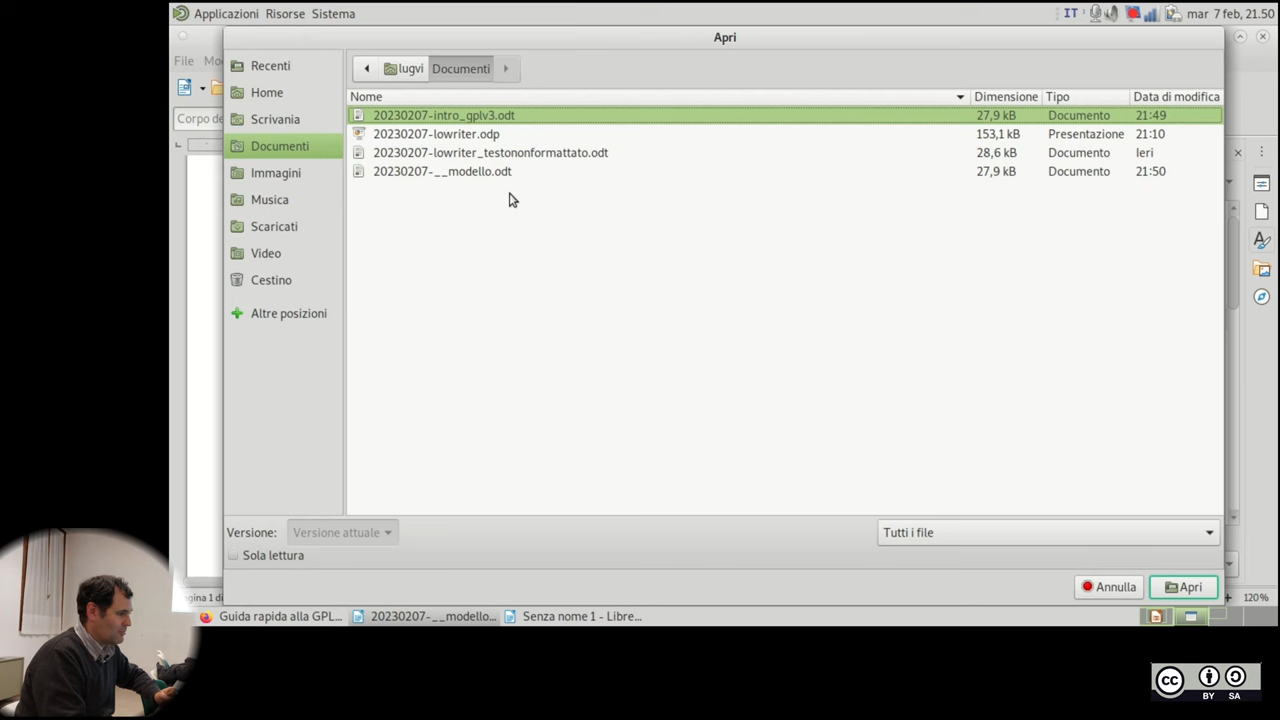 Applicazioni Risorse Sistema
IT
mar 7 feb, 21.50
Apri
File
Corpo de
Recenti
Home
Scrivania
Documenti
Immagini
Musica
Scaricati
Video
Cestino
Altre posizioni
lugvi Documenti
Nome Dimensione Tipo Data di modifica
20230207-intro_gplv3.odt 27,9 kB Documento 21:49
20230207-lowriter.odp 153,1 kB Presentazione 21:10
20230207-lowriter_testononformattato.odt 28,6 kB Documento Ieri
20230207-__modello.odt 27,9 kB Documento 21:50
Versione: Versione attuale
Tutti i file
Sola lettura
Annulla Apri
120%
Guida rapida alla GPL... 20230207-__modello... Senza nome 1 - Libre...
cc BY SA